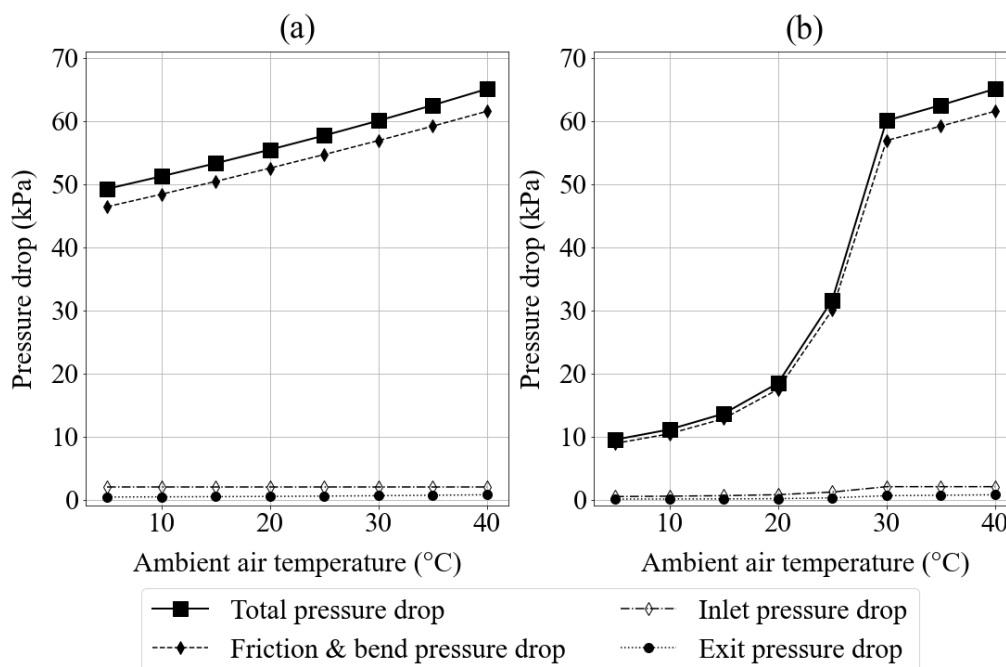 (a)
(b)
Pressure drop (kPa)
70
60
50
40
30
20
10
0
10
20
30
40
Ambient air temperature (°C)
Pressure drop (kPa)
70
60
50
40
30
20
10
0
10
20
30
40
Ambient air temperature (°C)
Total pressure drop
Friction & bend pressure drop
Inlet pressure drop
Exit pressure drop